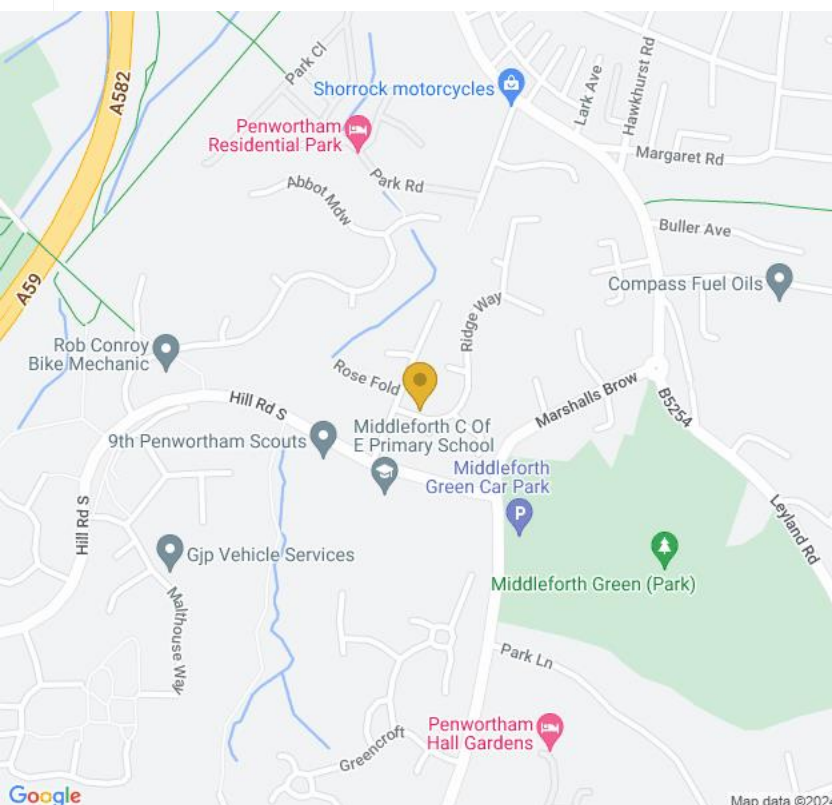 A582
Park Cl
Shorrock motorcycles
Lark Ave
Hawkhurst Rd
Penwortham
Residential Park
Margaret Rd
Park Rd
Abbot Mdw
Buller Ave
A59
Compass Fuel Oils
Ridge Way
Rob Conroy
Bike Mechanic
Rose Fold
Marshalls Brow
B5254
Hill Rd S
Middleforth C Of
E Primary School
9th Penwortham Scouts
Middleforth
Green Car Park
P
Leyland Rd
Hill Rd S
Gjp Vehicle Services
Middleforth Green (Park)
Malthouse Way
Park Ln
Penwortham
Hall Gardens
Greencroft
Google
Map data ©2024